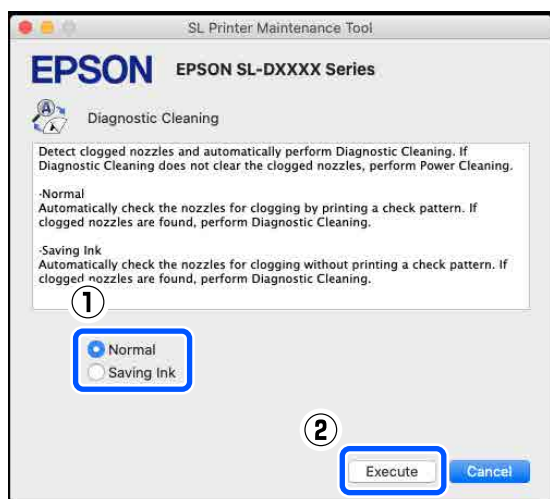 SL Printer Maintenance Tool
EPSON EPSON SL-DXXXX Series
A
Diagnostic Cleaning
Detect clogged nozzles and automatically perform Diagnostic Cleaning. If
Diagnostic Cleaning does not clear the clogged nozzles, perform Power Cleaning.
-Normal
Automatically check the nozzles for clogging by printing a check pattern. If
clogged nozzles are found, perform Diagnostic Cleaning.
-Saving Ink
Automatically check the nozzles for clogging without printing a check pattern. If
clogged nozzles are found, perform Diagnostic Cleaning.
1
Normal
Saving Ink
2
Execute Cancel